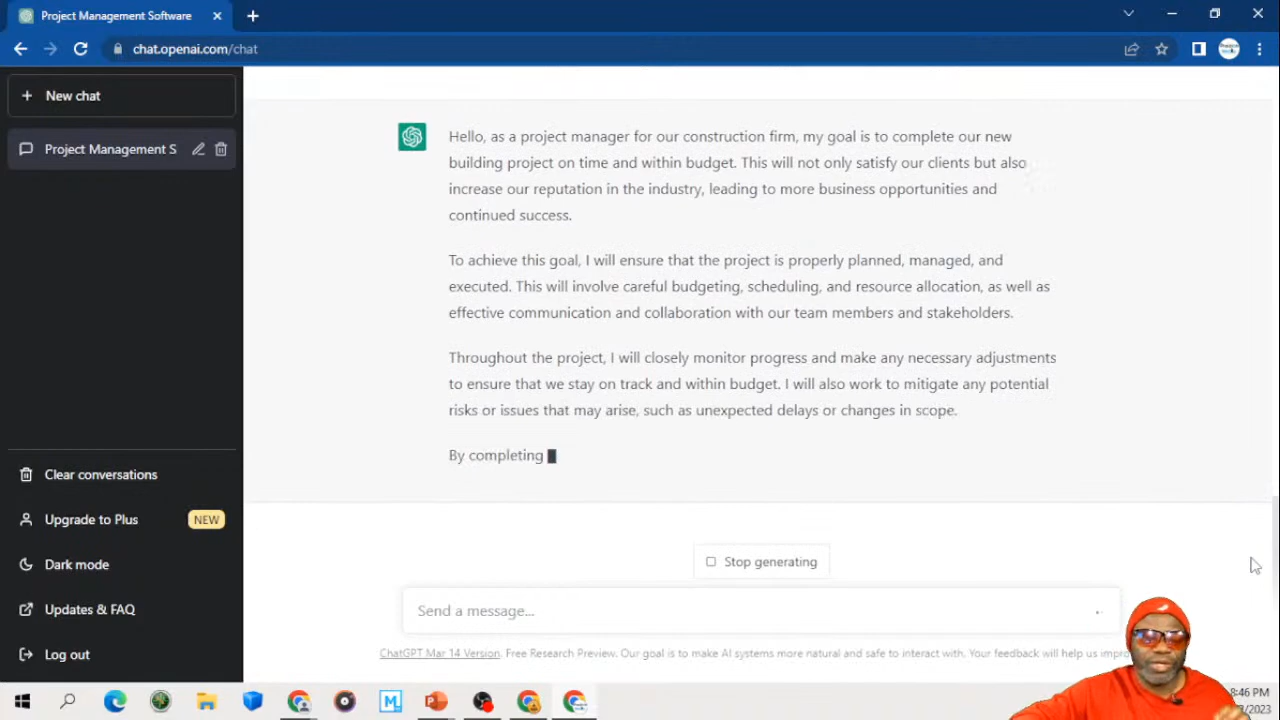 Project Management Software
chat.openai.com/chat
New chat
Project Management S
Hello, as a project manager for our construction firm, my goal is to complete our new
building project on time and within budget. This will not only satisfy our clients but also
increase our reputation in the industry, leading to more business opportunities and
continued success.
To achieve this goal, I will ensure that the project is properly planned, managed, and
executed. This will involve careful budgeting, scheduling, and resource allocation, as well as
effective communication and collaboration with our team members and stakeholders.
Throughout the project, I will closely monitor progress and make any necessary adjustments
to ensure that we stay on track and within budget. I will also work to mitigate any potential
risks or issues that may arise, such as unexpected delays or changes in scope.
By completing
Clear conversations
Upgrade to Plus NEW
Dark mode
Updates & FAQ
Log out
Stop generating
Send a message...
ChatGPT Mar 14 Version. Free Research Preview. Our goal is to make AI systems more natural and safe to interact with. Your feedback will help us
8:46 PM
/2023